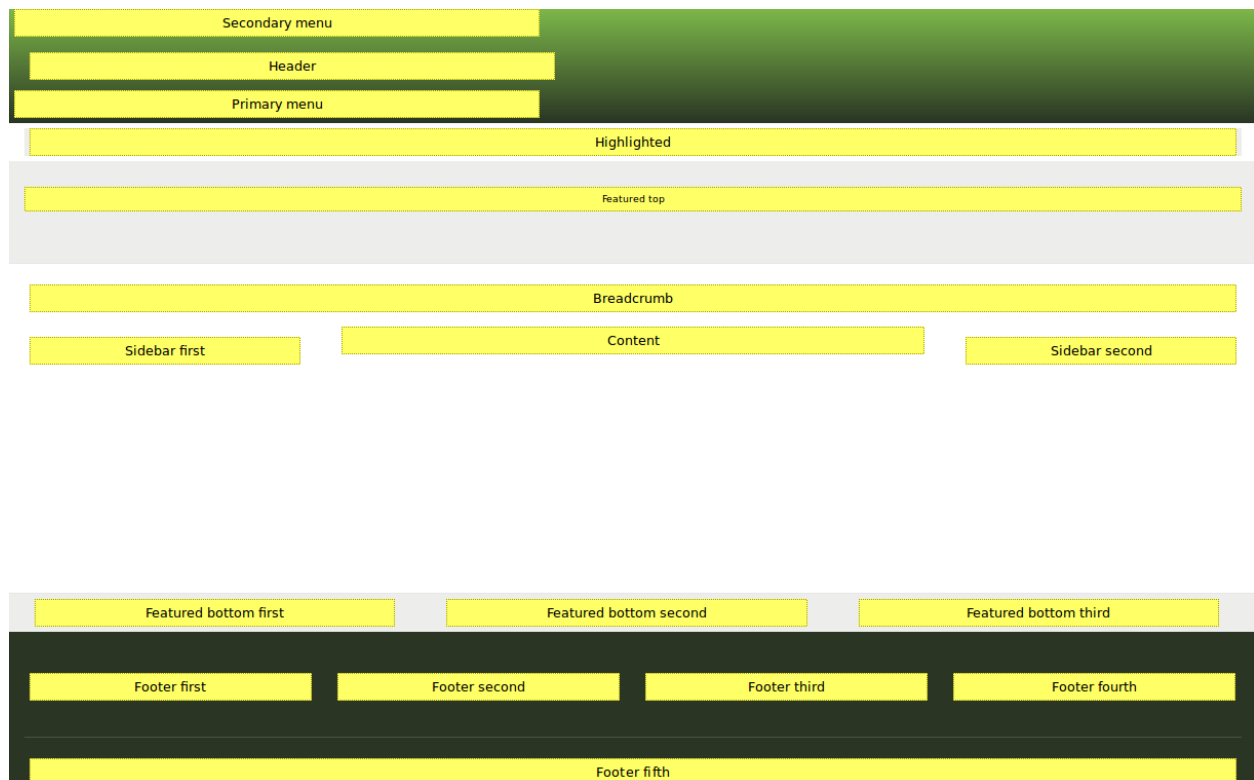 Secondary menu
Header
Primary menu
Highlighted
Featured top
Breadcrumb
Sidebar first
Content
Sidebar second
Featured bottom first
Featured bottom second
Featured bottom third
Footer first
Footer second
Footer third
Footer fourth
Footer fifth